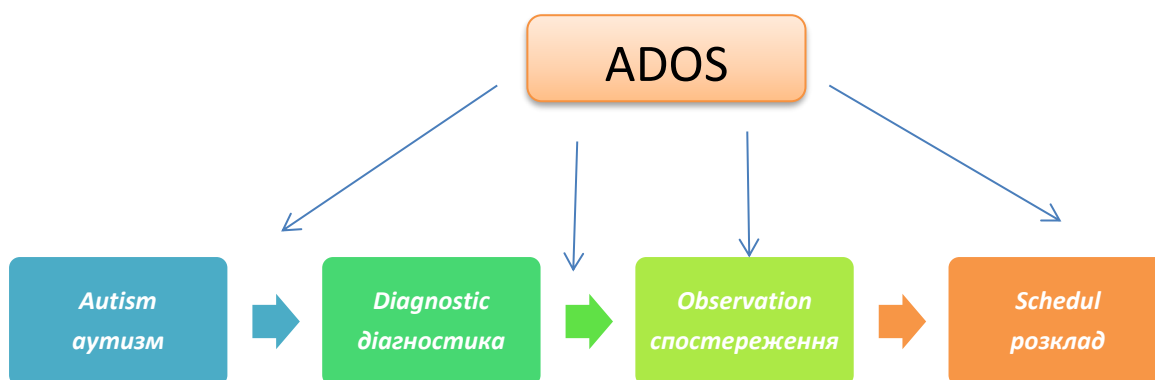 ADOS
Autism
аутизм
Diagnostic
діагностика
Observation
спостереження
Schedul
розклад